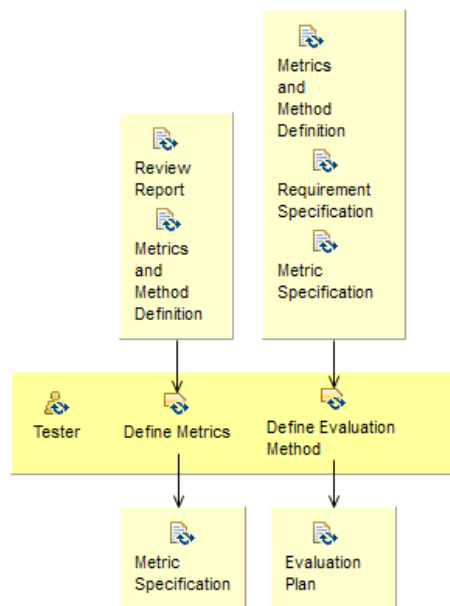 Metrics
and
Method
Definition
Requirement
Specification
Metric
Specification
Review
Report
Metrics
and
Method
Definition
Tester
Define Metrics
Define Evaluation
Method
Metric
Specification
Evaluation
Plan